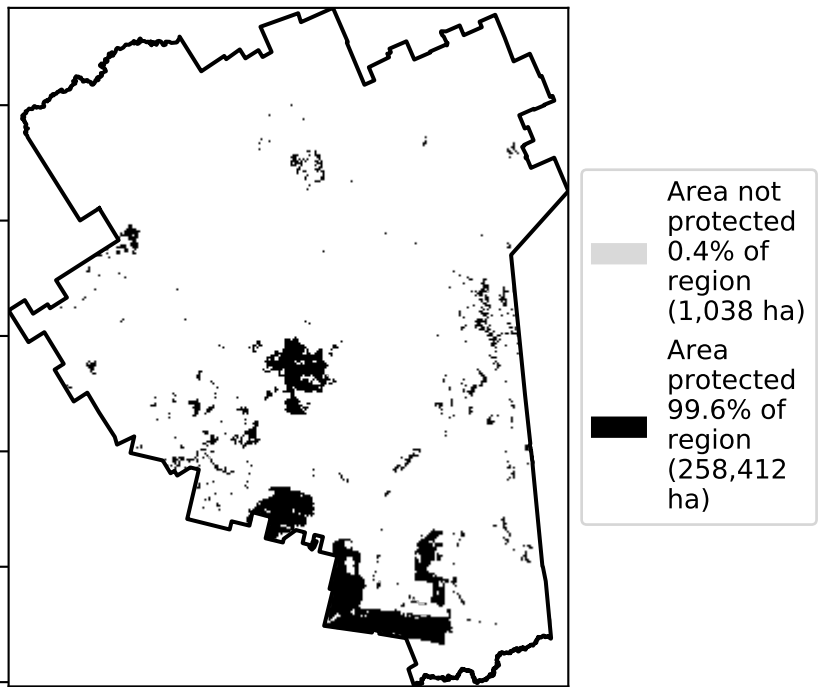 Area not
protected
0.4% of
region
(1,038 ha)
Area
protected
99.6% of
region
(258,412
ha)